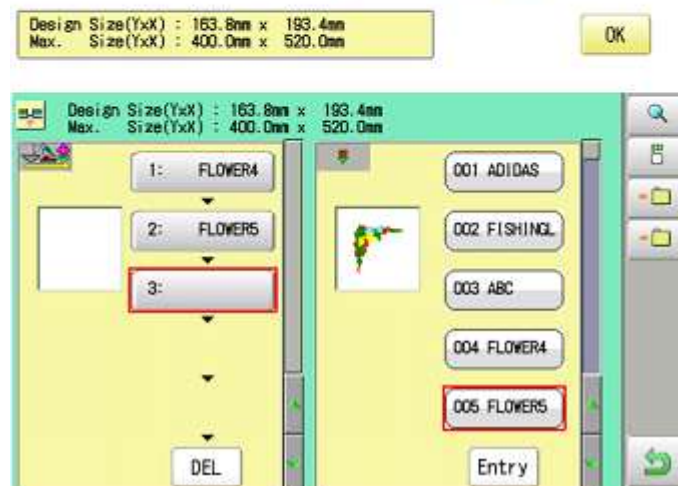 Design Size(YxX) : 163.8mm x 193.4mm
Max. Size(YxX) : 400.0mm x 520.0mm
OK
Design Size(YxX) : 163.8mm x 193.4mm
Max. Size(YxX) : 400.0mm x 520.0mm
1: FLOWER4
2: FLOWER5
3:
DEL
001 ADIDAS
002 FISHINGL
003 ABC
004 FLOWER4
005 FLOWER5
Entry